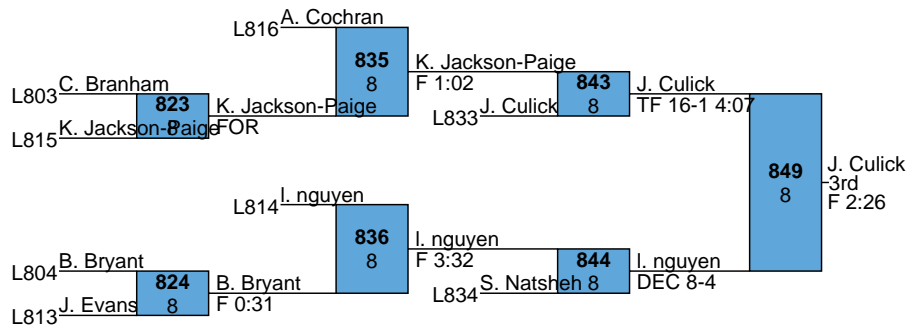 A. Cochran
L816
835
8
K. Jackson-Paige
F 1:02
C. Branham
L803
823
8
K. Jackson-Paige
FOR
K. Jackson-Paige
L815
J. Culick
L833
843
8
J. Culick
TF 16-1 4:07
849
8
J. Culick
3rd
F 2:26
I. nguyen
L814
836
8
I. nguyen
F 3:32
B. Bryant
L804
824
8
B. Bryant
F 0:31
J. Evans
L813
S. Natsheh
L834
844
8
I. nguyen
DEC 8-4